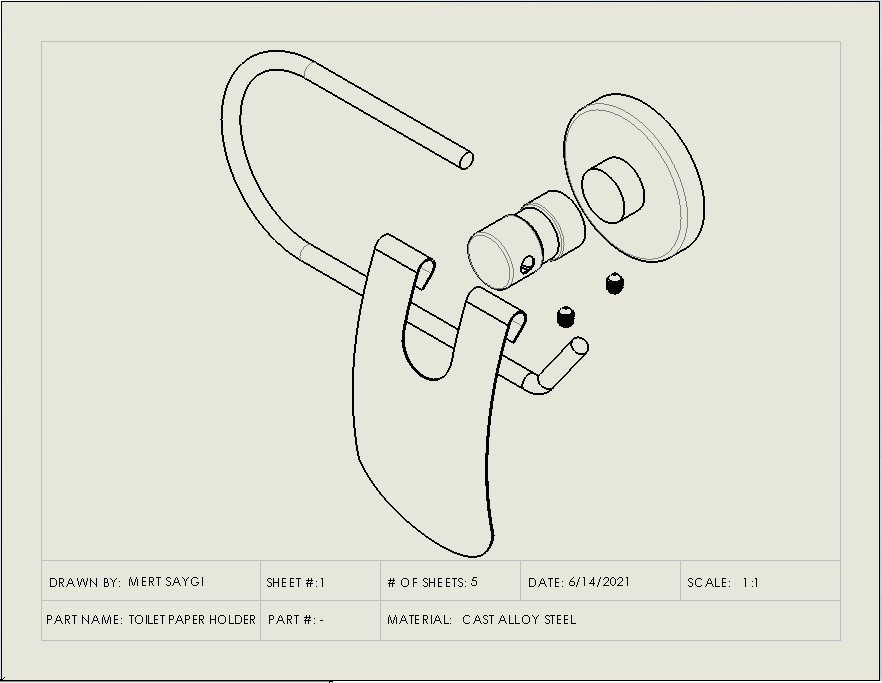 DRAWN BY: MERT SAYGI SHEET #:1 # OF SHEETS: 5 DATE: 6/14/2021 SCALE: 1:1
PART NAME: TOILET PAPER HOLDER PART #: - MATERIAL: CAST ALLOY STEEL